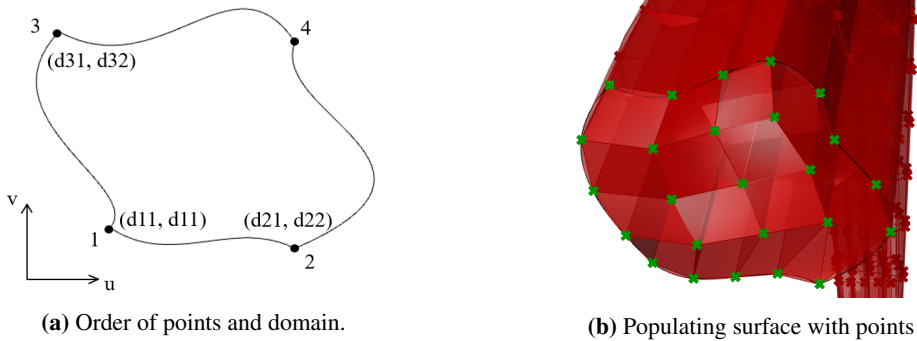 3
4
(d31, d32)
v
(d11, d11)
(d21, d22)
1
2
u
(a) Order of points and domain.
(b) Populating surface with points